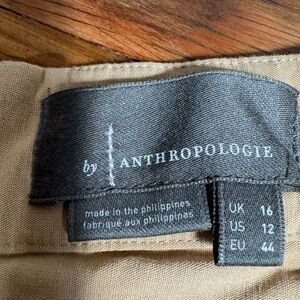 by ANTHROPOLOGIE
made in the philippines
fabriqué aux philippines
UK 16
US 12
EU 44